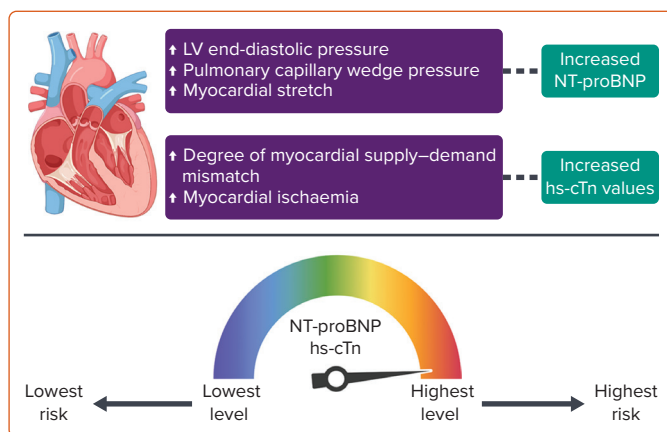 ⬆ LV end-diastolic pressure
⬆ Pulmonary capillary wedge pressure
⬆ Myocardial stretch
Increased
NT-proBNP
⬆ Degree of myocardial supply–demand
mismatch
⬆ Myocardial ischaemia
Increased
hs-cTn values
NT-proBNP
hs-cTn
Lowest
risk
Lowest
level
Highest
level
Highest
risk